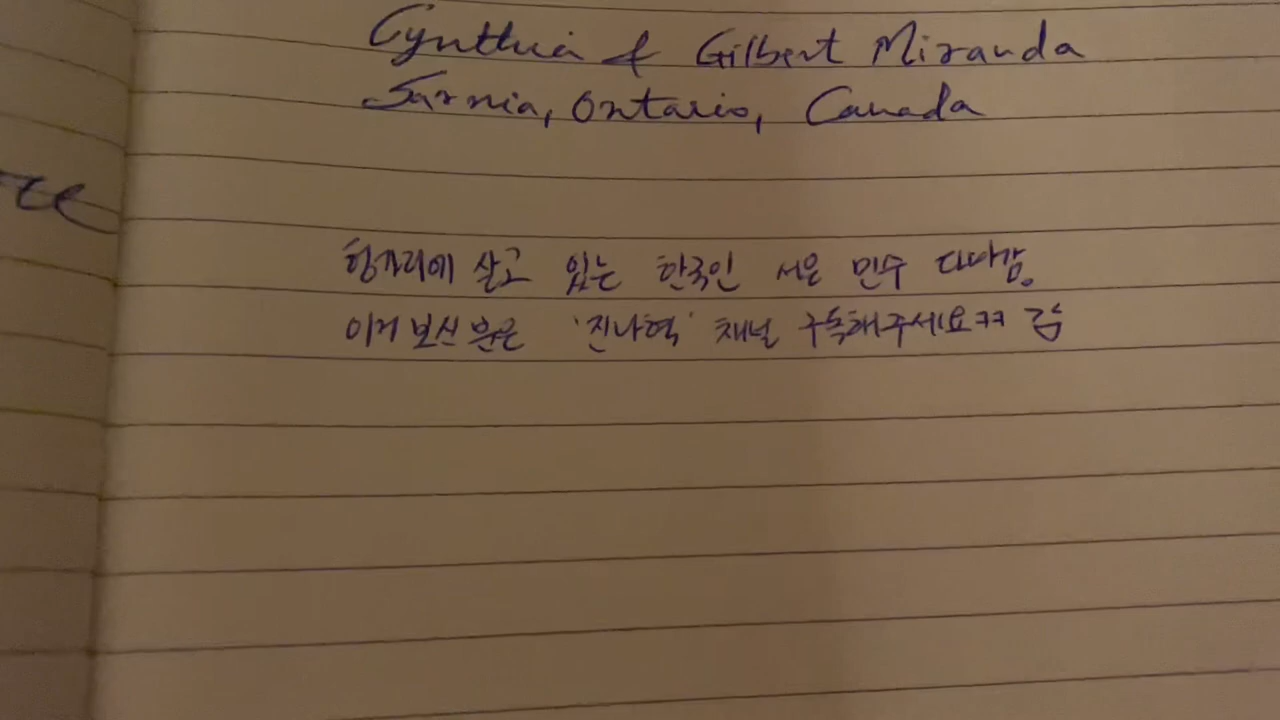 Cynthia & Gilbert Miranda
Sarnia, Ontario, Canada
헝가리에 살고 있는 한국인 서은 민수 다녀감.
이거 보신 분은 '진나혁' 채널 구독해주세요ㅋㅋ 감